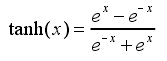 tanh(x) = (e^x − e^−x) / (e^−x + e^x)